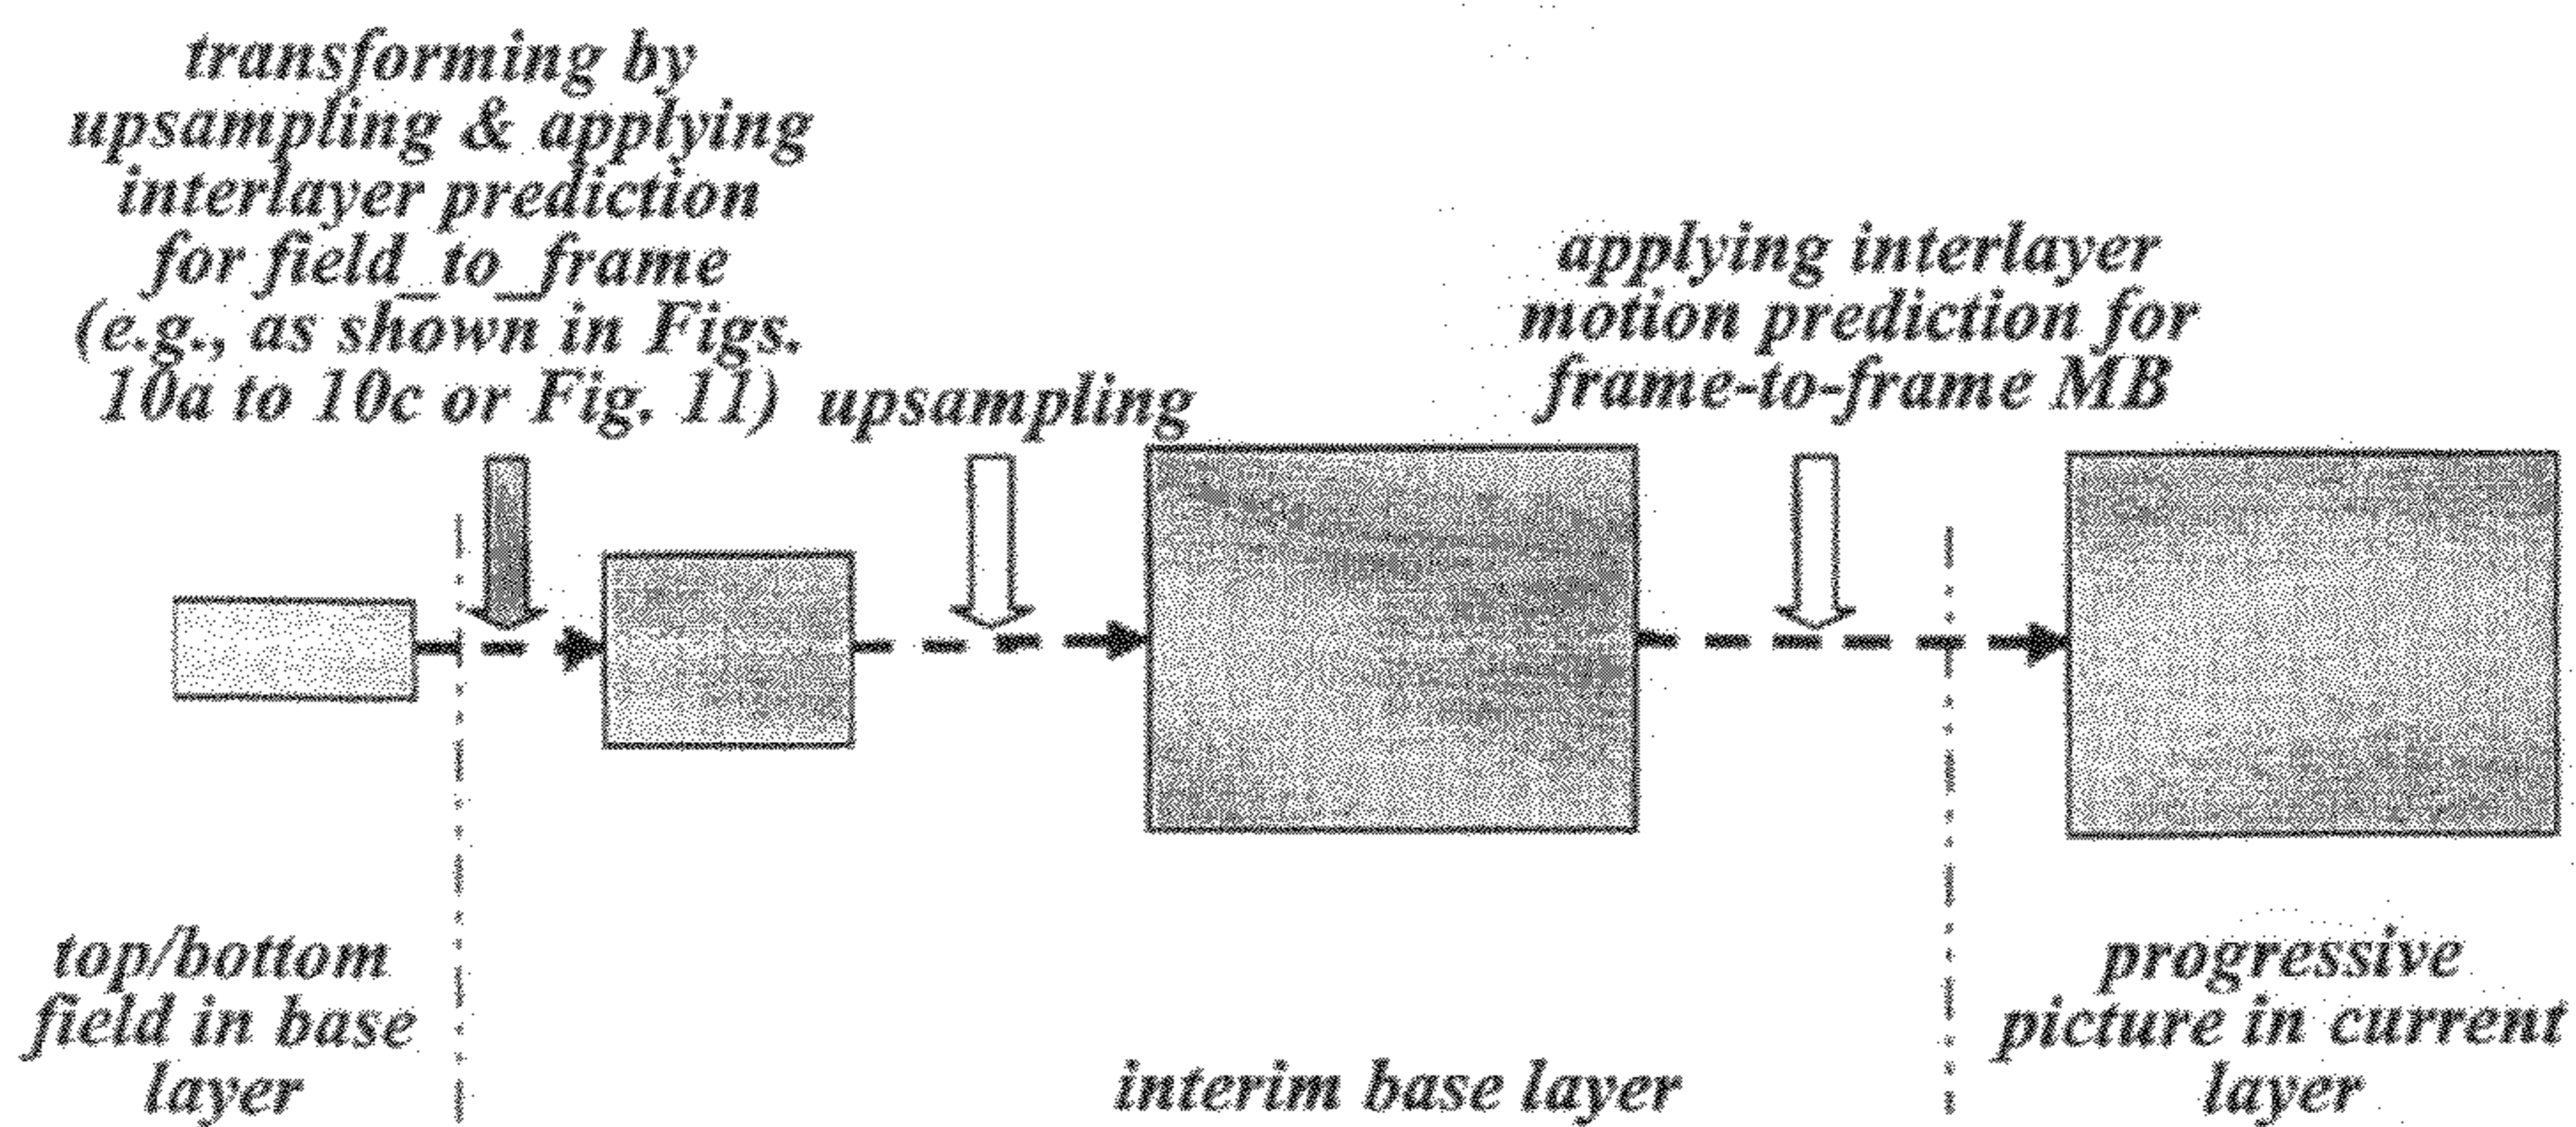 transforming by
upsampling & applying
interlayer prediction
for field_to_frame
(e.g., as shown in Figs.
10a to 10c or Fig. 11)
upsampling
applying interlayer
motion prediction for
frame-to-frame MB
top/bottom
field in base
layer
interim base layer
progressive
picture in current
layer